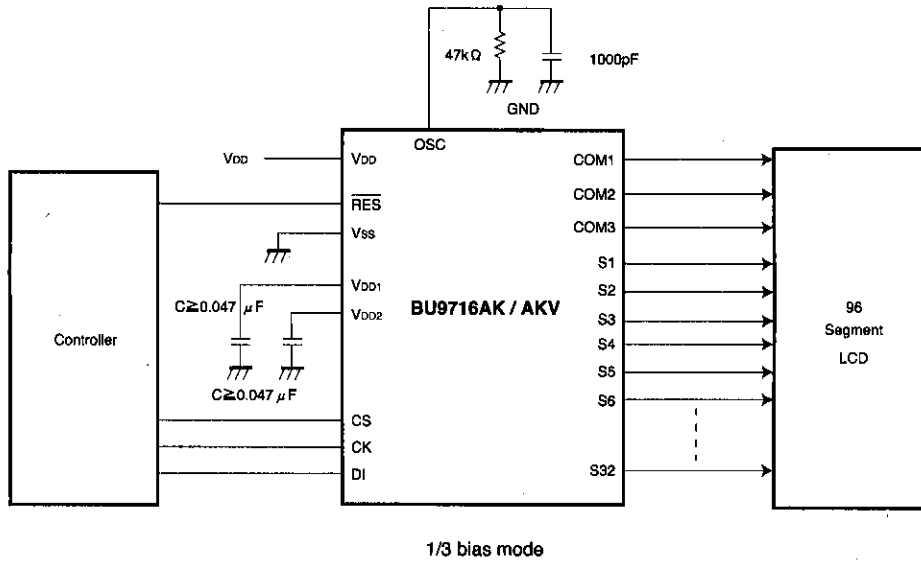 47kΩ
1000pF
GND
OSC
VDD
VDD
RES
VSS
VDD1
C≧0.047 μF
VDD2
C≧0.047 μF
CS
CK
DI
Controller
BU9716AK / AKV
COM1
COM2
COM3
S1
S2
S3
S4
S5
S6
S32
96
Segment
LCD
1/3 bias mode